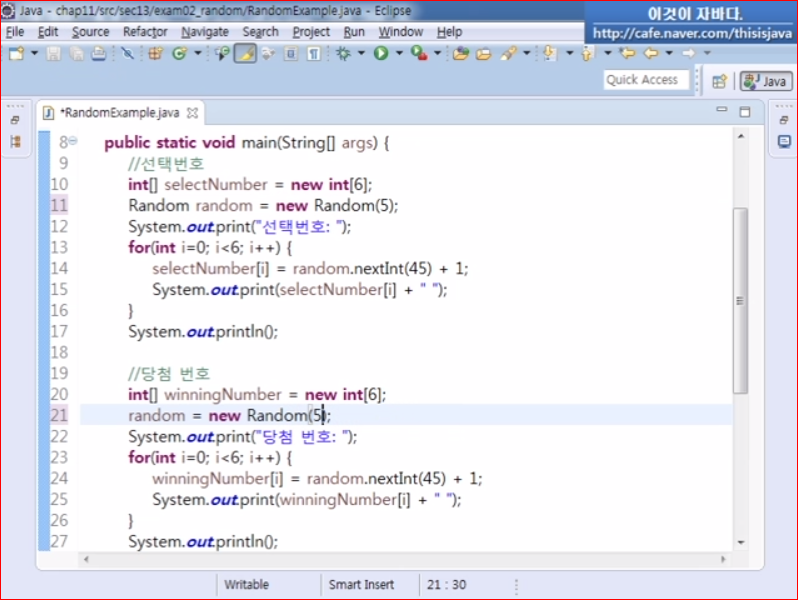 Java - chap11/src/sec13/exam02_random/RandomExample.java - Eclipse
이것이 자바다.
http://cafe.naver.com/thisisjava
File Edit Source Refactor Navigate Search Project Run Window Help
Quick Access
Java
*RandomExample.java
8 public static void main(String[] args) {
9 //선택번호
10 int[] selectNumber = new int[6];
11 Random random = new Random(5);
12 System.out.print("선택번호: ");
13 for(int i=0; i<6; i++) {
14 selectNumber[i] = random.nextInt(45) + 1;
15 System.out.print(selectNumber[i] + " ");
16 }
17 System.out.println();
18
19 //당첨 번호
20 int[] winningNumber = new int[6];
21 random = new Random(5);
22 System.out.print("당첨 번호: ");
23 for(int i=0; i<6; i++) {
24 winningNumber[i] = random.nextInt(45) + 1;
25 System.out.print(winningNumber[i] + " ");
26 }
27 System.out.println();
Writable Smart Insert 21 : 30